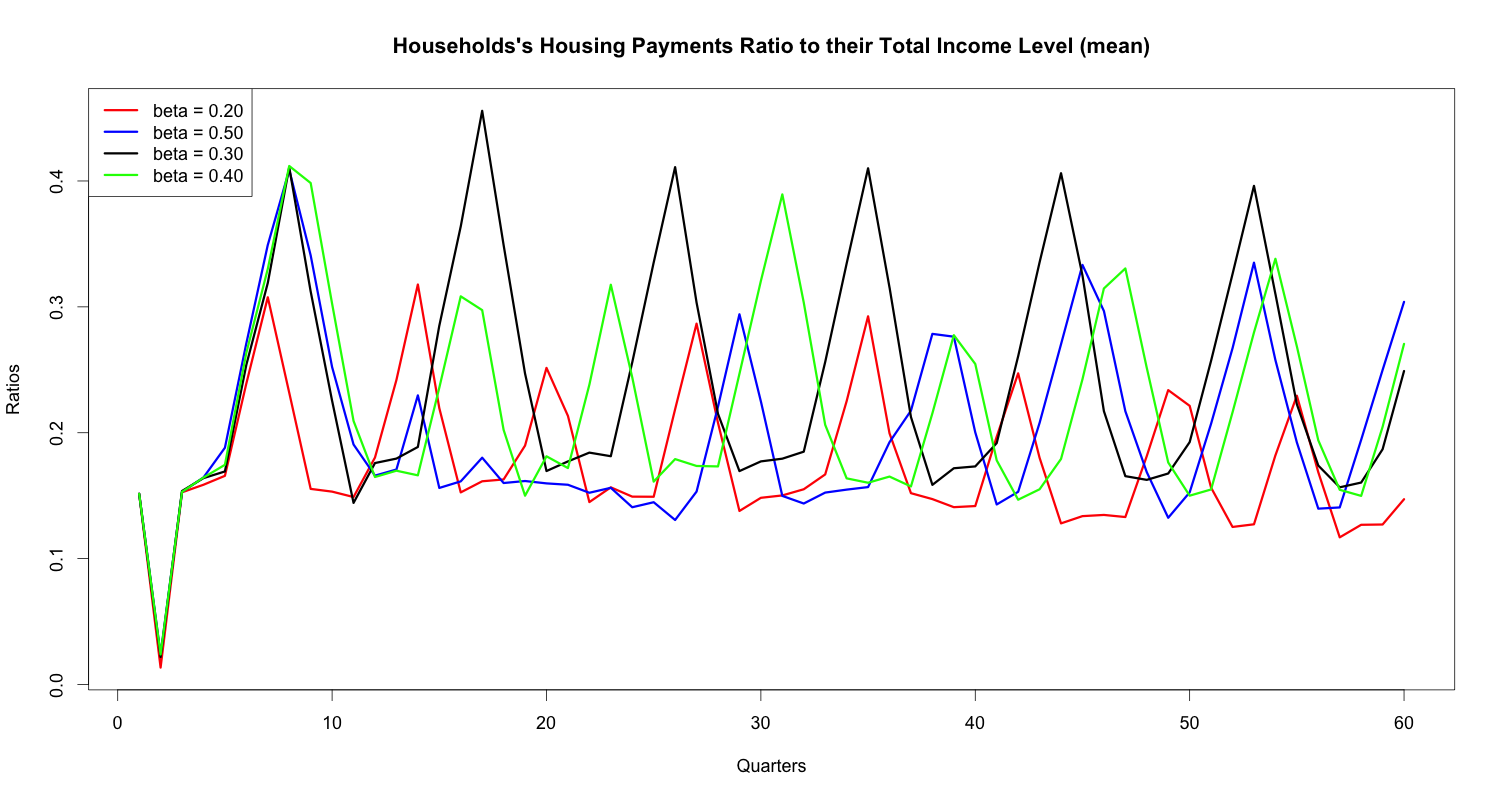 Households's Housing Payments Ratio to their Total Income Level (mean)
beta = 0.20
beta = 0.50
beta = 0.30
beta = 0.40
Ratios
0.4
0.3
0.2
0.1
0.0
0 10 20 30 40 50 60
Quarters